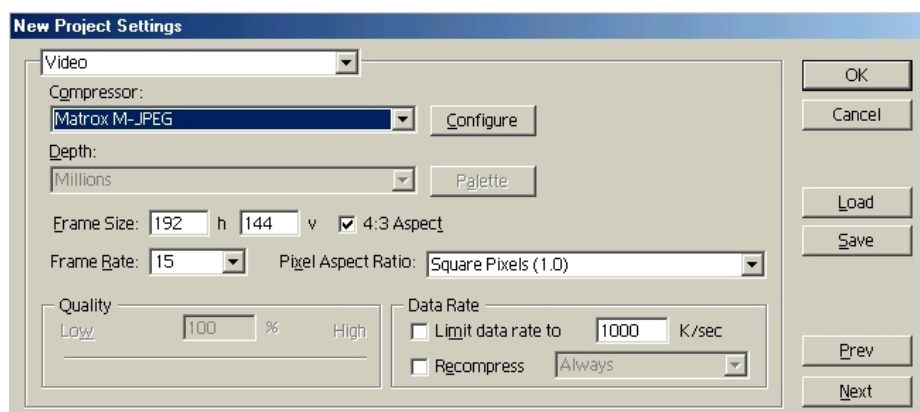 New Project Settings
Video
OK
Compressor:
Matrox M-JPEG
Configure
Cancel
Depth:
Millions
Palette
Load
Frame Size: 192 h 144 v 4:3 Aspect
Save
Frame Rate: 15 Pixel Aspect Ratio: Square Pixels (1.0)
Quality
Low 100 % High
Data Rate
Limit data rate to 1000 K/sec
Recompress Always
Prev
Next